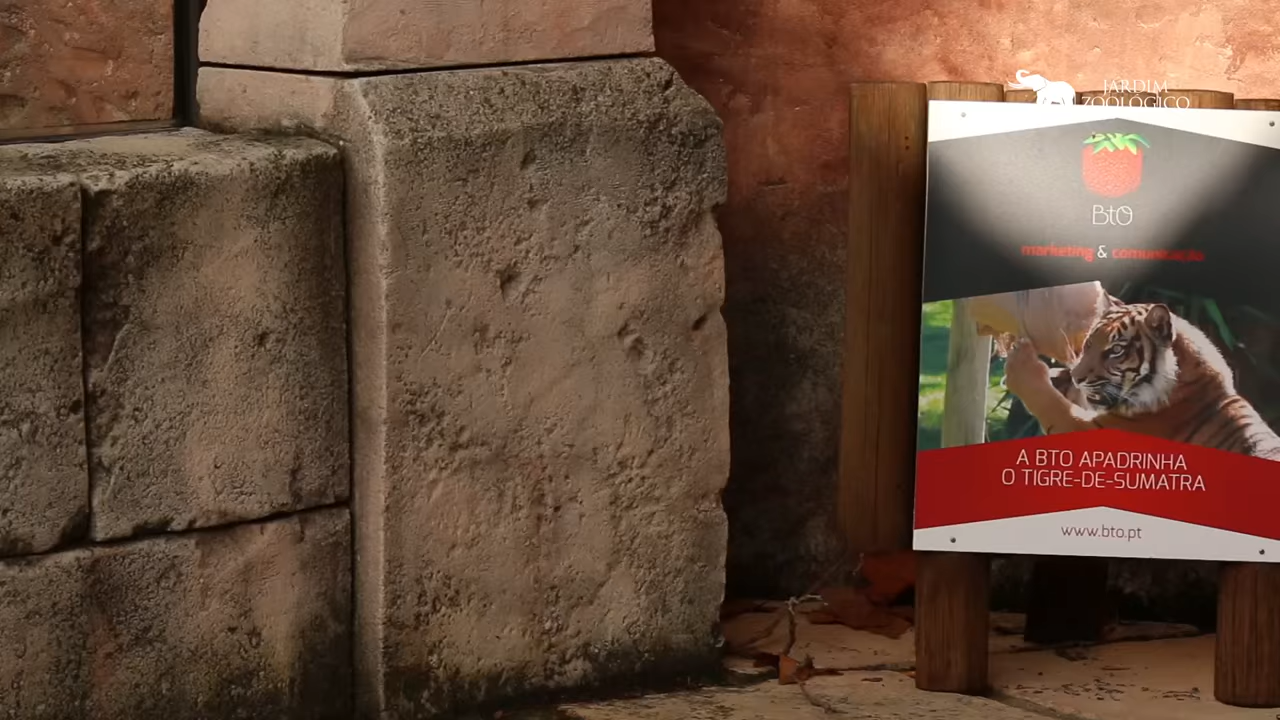 JARDIM
ZOOLÓGICO
BtO
marketing & comunicação
A BTO APADRINHA
O TIGRE-DE-SUMATRA
www.bto.pt